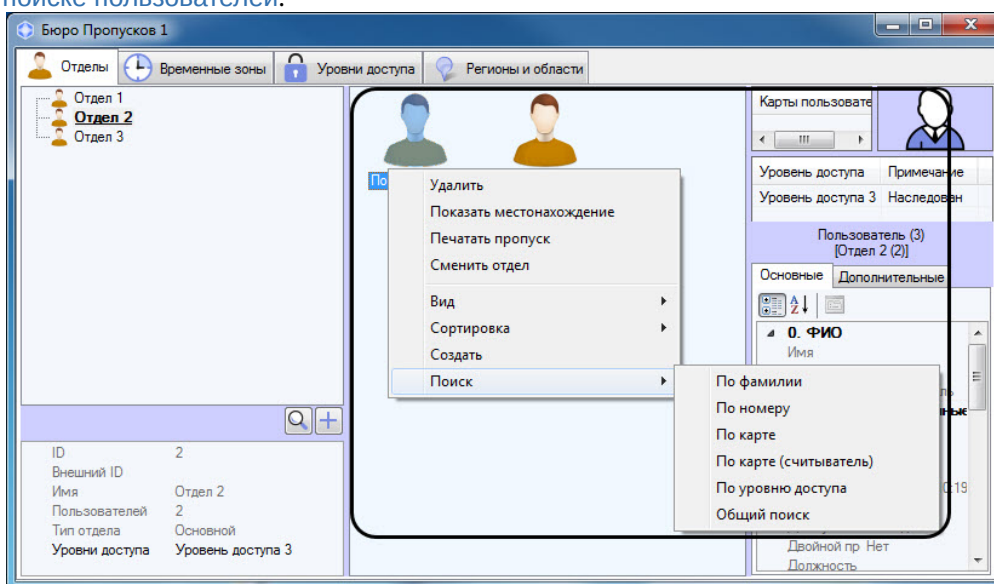 поиске пользователей.
Бюро Пропусков 1
Отделы
Временные зоны
Уровни доступа
Регионы и области
Отдел 1
Отдел 2
Отдел 3
Карты пользовате
Уровень доступа Примечание
Уровень доступа 3 Наследован
Пользователь (3)
[Отдел 2 (2)]
Основные Дополнительные
0. ФИО
Имя
Удалить
Показать местонахождение
Печатать пропуск
Сменить отдел
Вид
Сортировка
Создать
Поиск
По фамилии
По номеру
По карте
По карте (считыватель)
По уровню доступа
Общий поиск
Двойной пр Нет
Должность
ID 2
Внешний ID
Имя Отдел 2
Пользователей 2
Тип отдела Основной
Уровни доступа Уровень доступа 3